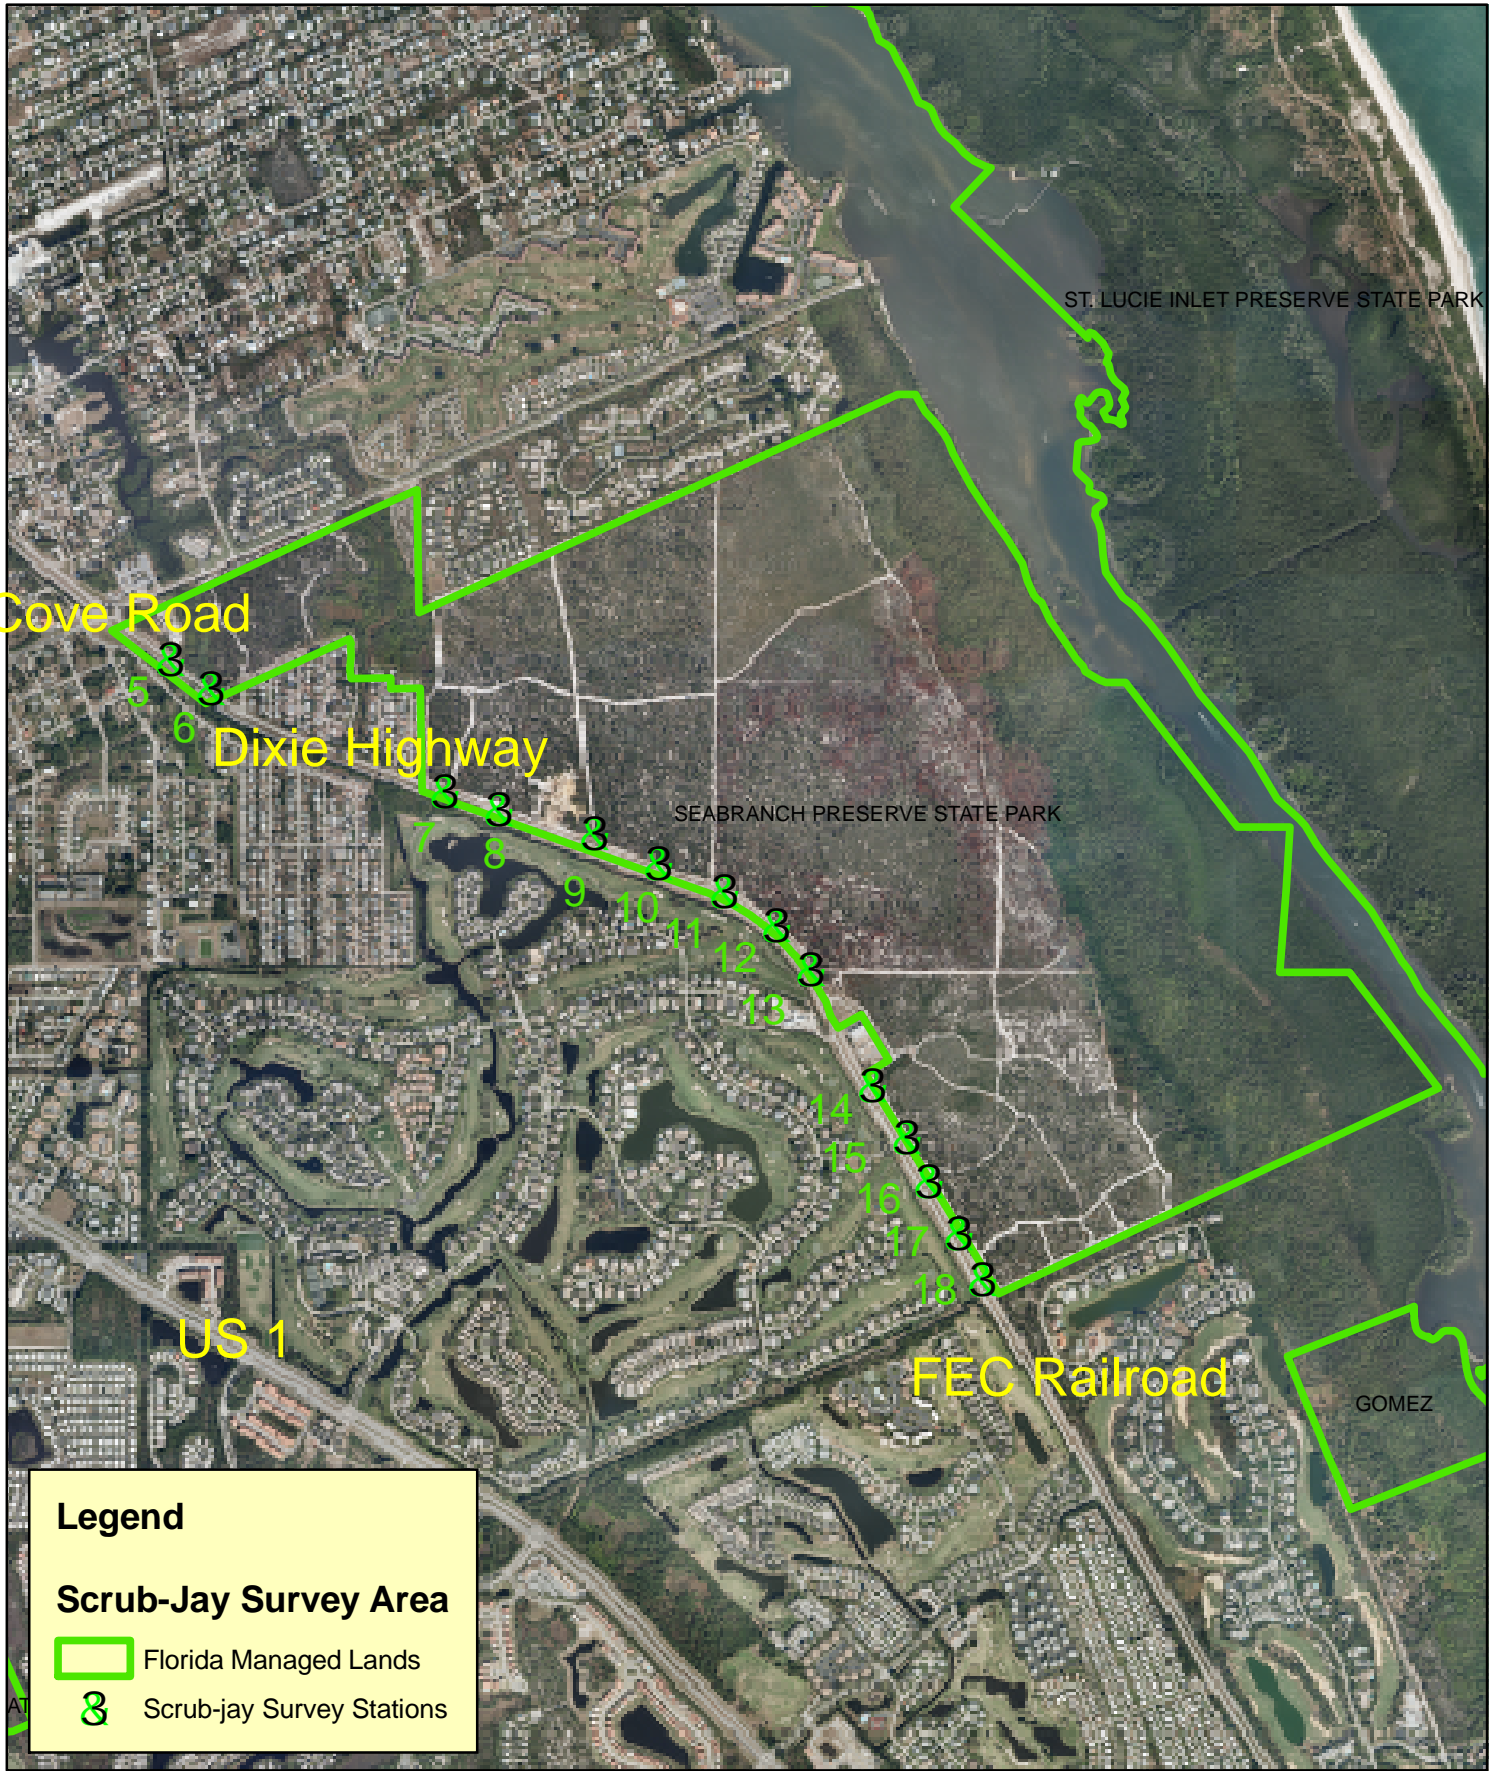 ST. LUCIE INLET PRESERVE STATE PARK
Cove Road
5
6
Dixie Highway
7
8
SEABRANCH PRESERVE STATE PARK
9
10
11
12
13
14
15
16
17
18
US 1
FEC Railroad
GOMEZ
Legend
Scrub-Jay Survey Area
Florida Managed Lands
Scrub-jay Survey Stations